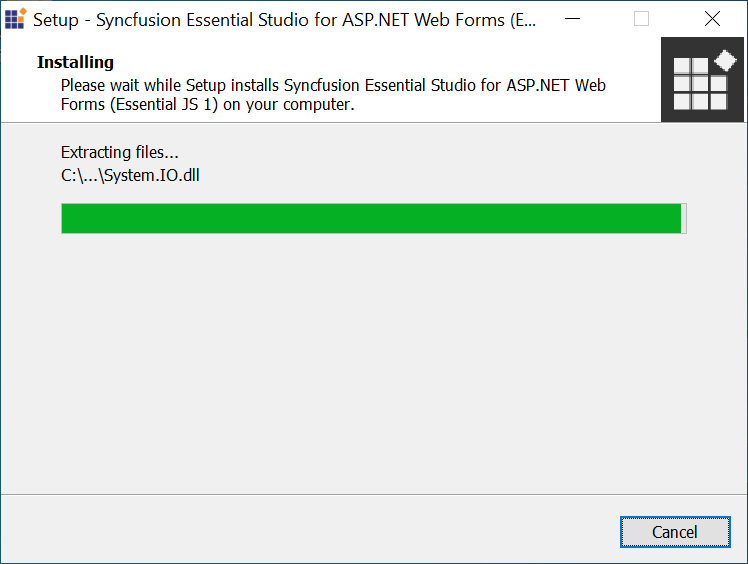 Setup - Syncfusion Essential Studio for ASP.NET Web Forms (E...
Installing
Please wait while Setup installs Syncfusion Essential Studio for ASP.NET Web
Forms (Essential JS 1) on your computer.
Extracting files...
C:\...\System.IO.dll
Cancel